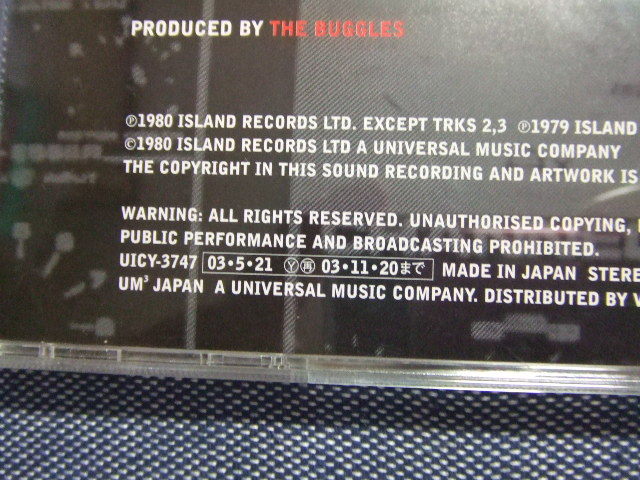 PRODUCED BY THE BUGGLES
℗1980 ISLAND RECORDS LTD. EXCEPT TRKS 2,3 ℗1979 ISLAND
©1980 ISLAND RECORDS LTD A UNIVERSAL MUSIC COMPANY
THE COPYRIGHT IN THIS SOUND RECORDING AND ARTWORK IS
WARNING: ALL RIGHTS RESERVED. UNAUTHORISED COPYING,
PUBLIC PERFORMANCE AND BROADCASTING PROHIBITED.
UICY-3747 03・5・21 Ⓨ㊢ 03・11・20まで MADE IN JAPAN STERE
UM³ JAPAN A UNIVERSAL MUSIC COMPANY. DISTRIBUTED BY V